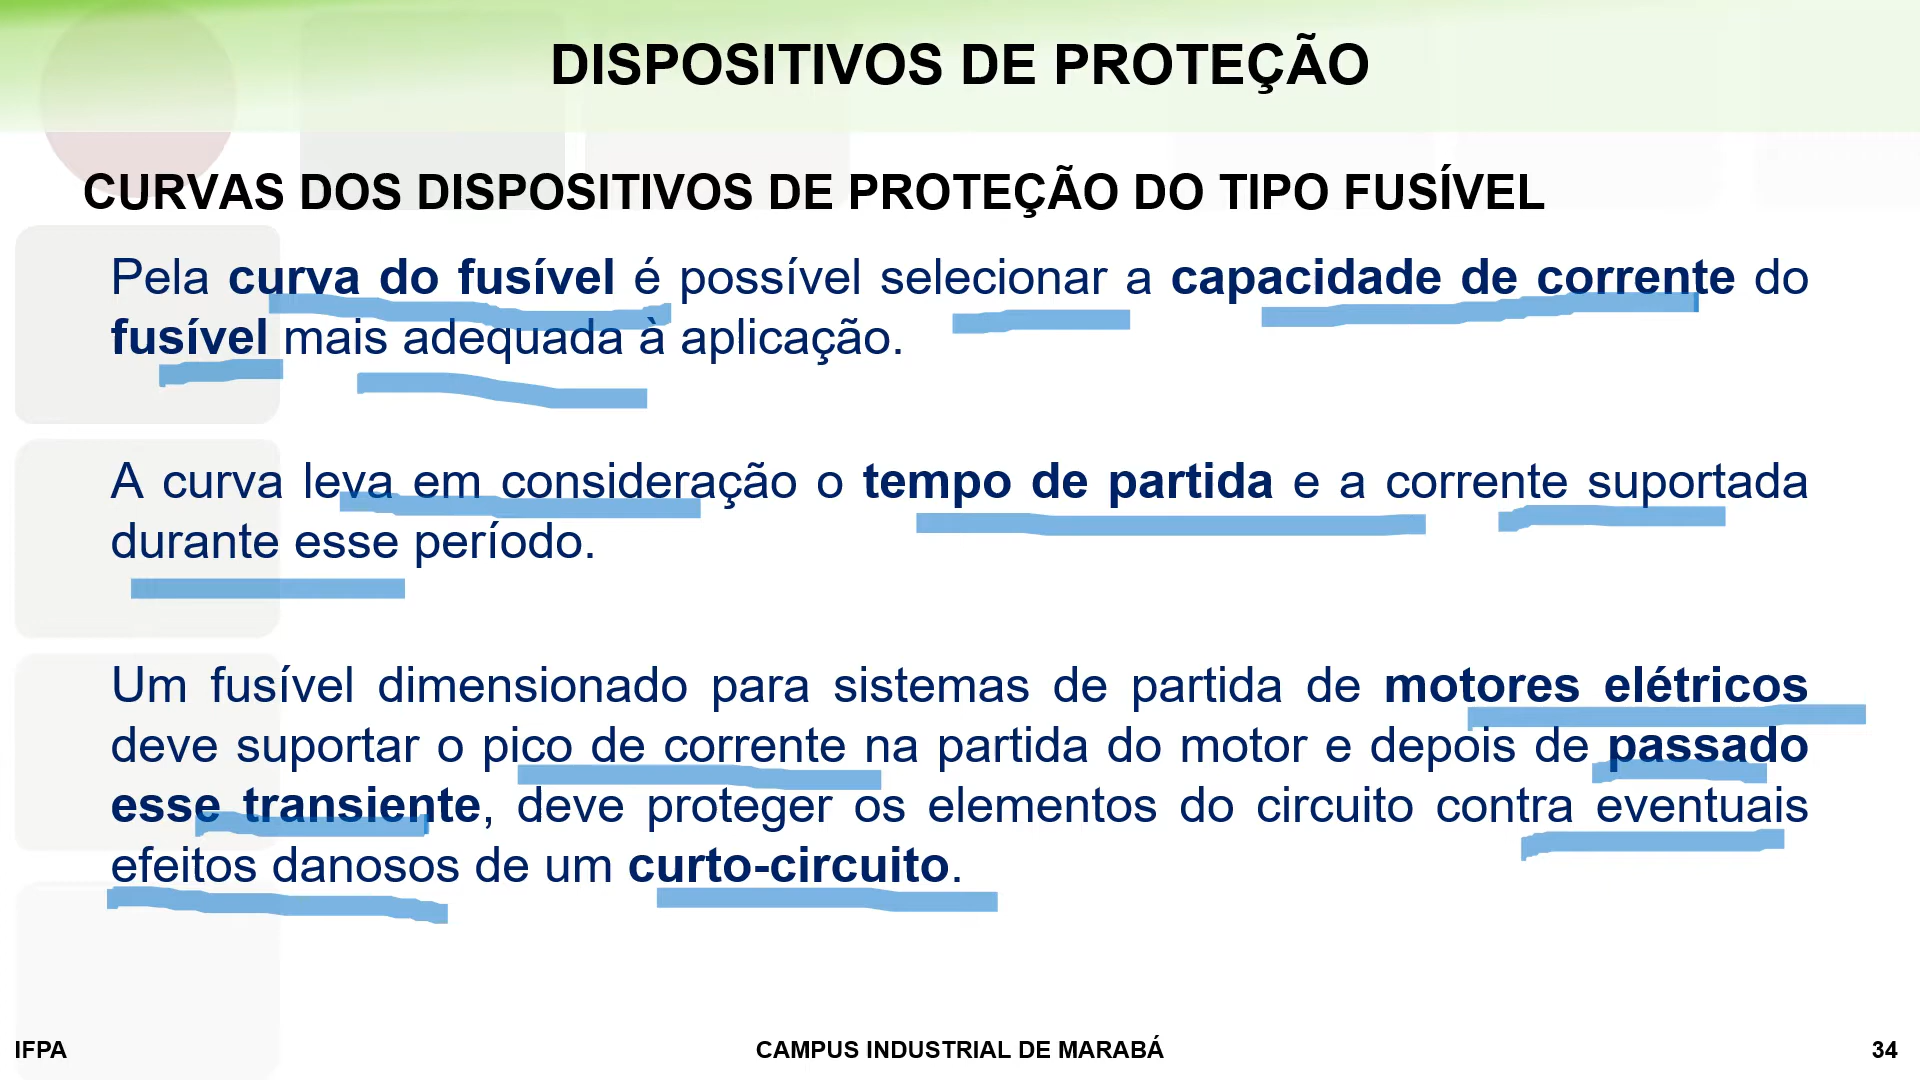 DISPOSITIVOS DE PROTEÇÃO
CURVAS DOS DISPOSITIVOS DE PROTEÇÃO DO TIPO FUSÍVEL
Pela curva do fusível é possível selecionar a capacidade de corrente do
fusível mais adequada à aplicação.
A curva leva em consideração o tempo de partida e a corrente suportada
durante esse período.
Um fusível dimensionado para sistemas de partida de motores elétricos
deve suportar o pico de corrente na partida do motor e depois de passado
esse transiente, deve proteger os elementos do circuito contra eventuais
efeitos danosos de um curto-circuito.
IFPA
CAMPUS INDUSTRIAL DE MARABÁ
34